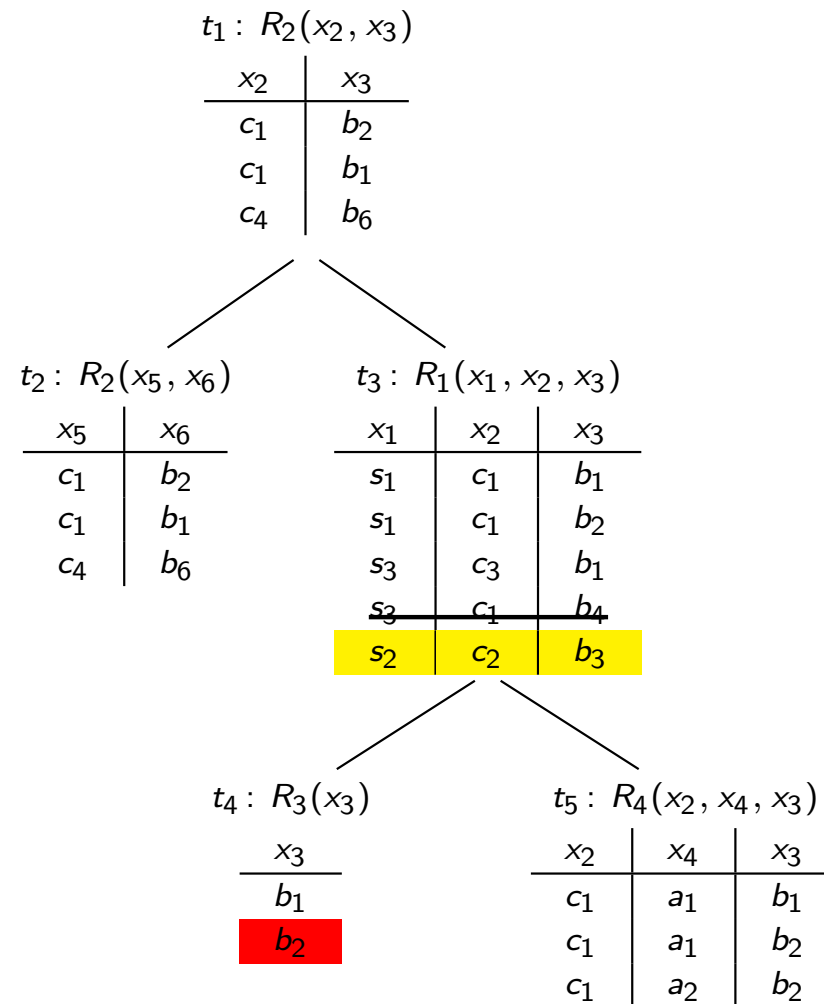 t₁ : R₂(x₂, x₃)
x₂ x₃
c₁ b₂
c₁ b₁
c₄ b₆
t₂ : R₂(x₅, x₆)
x₅ x₆
c₁ b₂
c₁ b₁
c₄ b₆
t₃ : R₁(x₁, x₂, x₃)
x₁ x₂ x₃
s₁ c₁ b₁
s₁ c₁ b₂
s₃ c₃ b₁
s₃ c₁ b₄
s₂ c₂ b₃
t₄ : R₃(x₃)
x₃
b₁
b₂
t₅ : R₄(x₂, x₄, x₃)
x₂ x₄ x₃
c₁ a₁ b₁
c₁ a₁ b₂
c₁ a₂ b₂